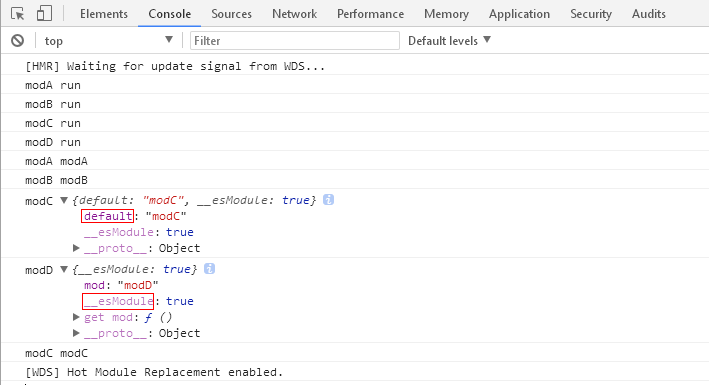 Elements Console Sources Network Performance Memory Application Security Audits
top Filter Default levels
[HMR] Waiting for update signal from WDS...
modA run
modB run
modC run
modD run
modA modA
modB modB
modC {default: "modC", __esModule: true} i
default: "modC"
__esModule: true
__proto__: Object
modD {__esModule: true} i
mod: "modD"
__esModule: true
get mod: ƒ ()
__proto__: Object
modC modC
[WDS] Hot Module Replacement enabled.